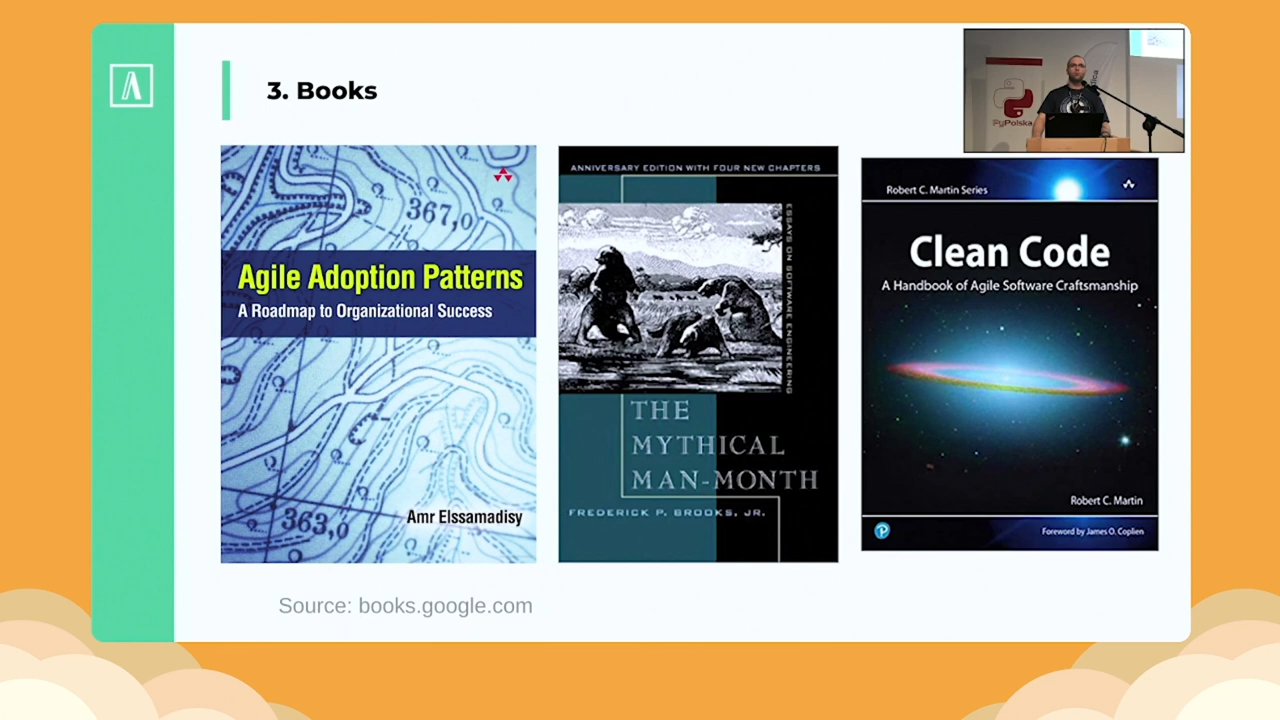 3. Books
PyPolska
367,0
Agile Adoption Patterns
A Roadmap to Organizational Success
363,0
Amr Elssamadisy
ANNIVERSARY EDITION WITH FOUR NEW CHAPTERS
ESSAYS ON SOFTWARE ENGINEERING
THE
MYTHICAL
MAN-MONTH
FREDERICK P. BROOKS, JR.
Robert C. Martin Series
Clean Code
A Handbook of Agile Software Craftsmanship
Robert C. Martin
Foreword by James O. Coplien
Source: books.google.com